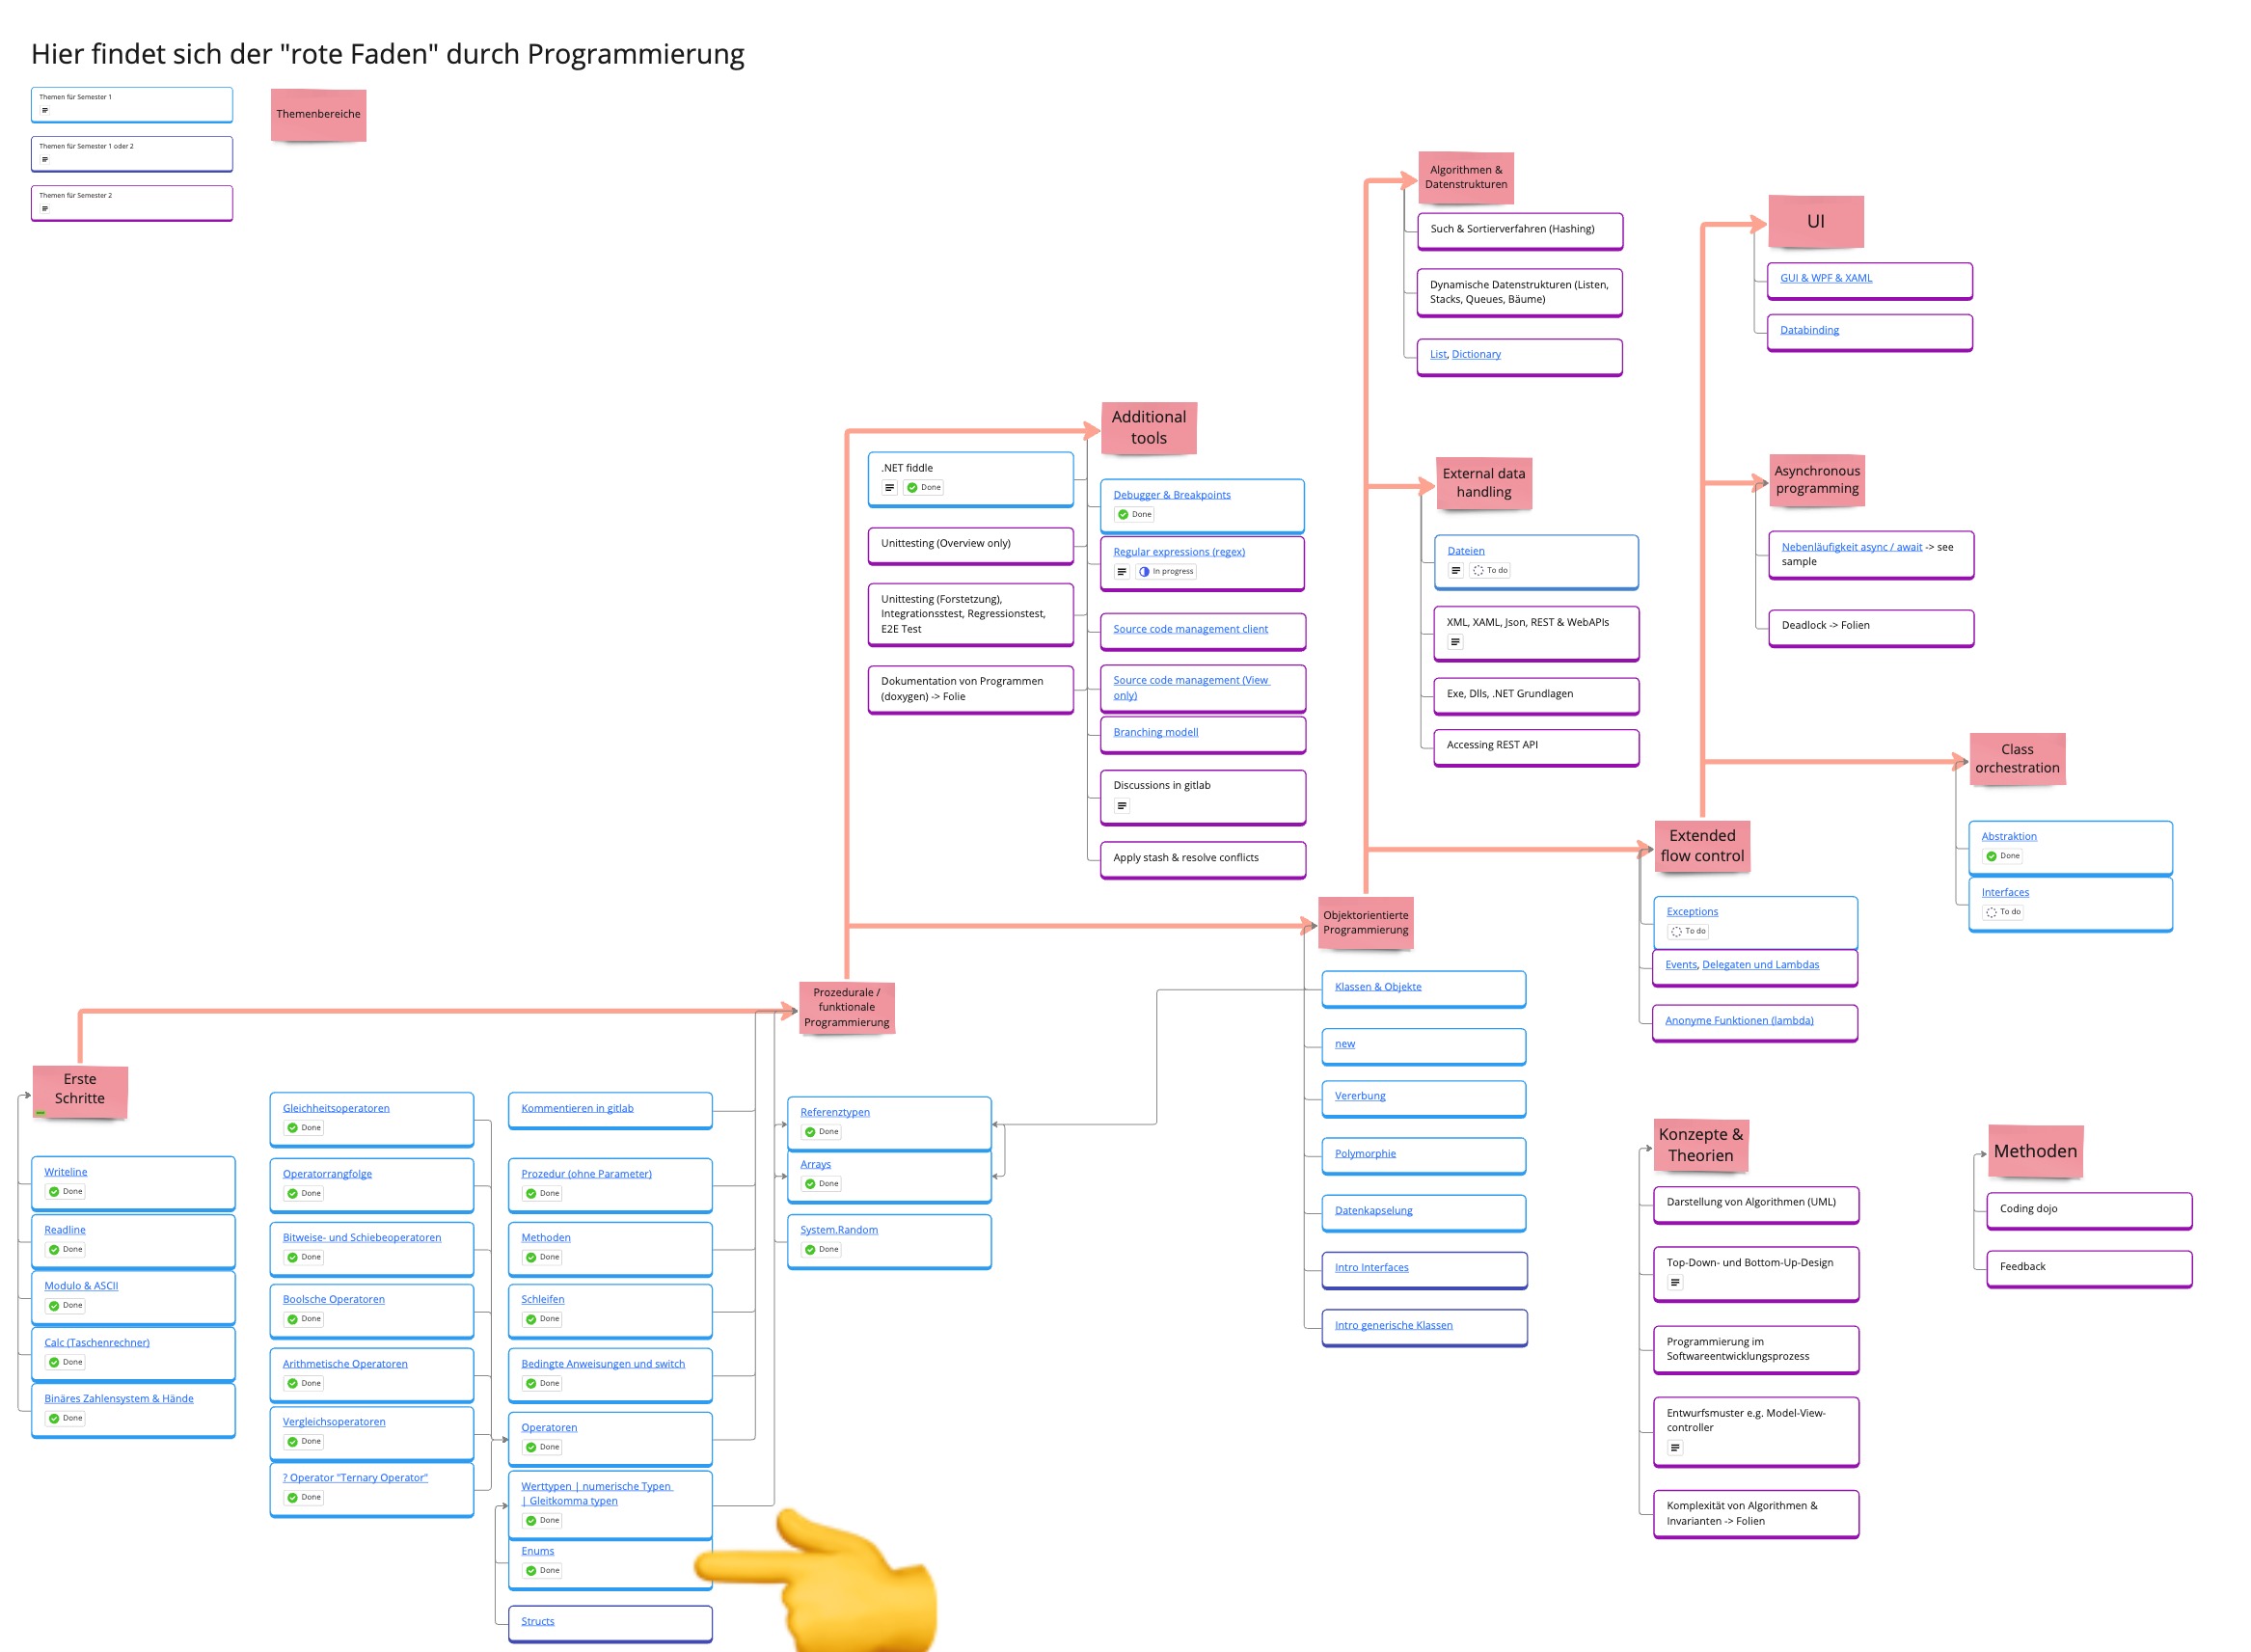 Hier findet sich der "rote Faden" durch Programmierung
Themen für Semester 1
Themen für Semester 1 oder 2
Themen für Semester 2
Themenbereiche
Algorithmen &
Datenstrukturen
Such & Sortierverfahren (Hashing)
Dynamische Datenstrukturen (Listen,
Stacks, Queues, Bäume)
List, Dictionary
UI
GUI & WPF & XAML
Databinding
Additional
tools
.NET fiddle
Done
Unittesting (Overview only)
Unittesting (Forstetzung),
Integrationsstest, Regressionstest,
E2E Test
Dokumentation von Programmen
(doxygen) -> Folie
Debugger & Breakpoints
Done
Regular expressions (regex)
In progress
Source code management client
Source code management (View
only)
Branching modell
Discussions in gitlab
Apply stash & resolve conflicts
External data
handling
Dateien
To do
XML, XAML, Json, REST & WebAPIs
Exe, Dlls, .NET Grundlagen
Accessing REST API
Asynchronous
programming
Nebenläufigkeit async / await -> see
sample
Deadlock -> Folien
Class
orchestration
Abstraktion
Done
Interfaces
To do
Extended
flow control
Exceptions
To do
Events, Delegaten und Lambdas
Anonyme Funktionen (lambda)
Objektorientierte
Programmierung
Klassen & Objekte
new
Vererbung
Polymorphie
Datenkapselung
Intro Interfaces
Intro generische Klassen
Prozedurale /
funktionale
Programmierung
Referenztypen
Done
Arrays
Done
System.Random
Done
Erste
Schritte
Writeline
Done
Readline
Done
Modulo & ASCII
Done
Calc (Taschenrechner)
Done
Binäres Zahlensystem & Hände
Done
Gleichheitsoperatoren
Done
Operatorrangfolge
Done
Bitweise- und Schiebeoperatoren
Done
Boolsche Operatoren
Done
Arithmetische Operatoren
Done
Vergleichsoperatoren
Done
? Operator "Ternary Operator"
Done
Kommentieren in gitlab
Prozedur (ohne Parameter)
Done
Methoden
Done
Schleifen
Done
Bedingte Anweisungen und switch
Done
Operatoren
Done
Werttypen | numerische Typen
| Gleitkomma typen
Done
Enums
Done
Structs
Konzepte &
Theorien
Darstellung von Algorithmen (UML)
Top-Down- und Bottom-Up-Design
Programmierung im
Softwareentwicklungsprozess
Entwurfsmuster e.g. Model-View-
controller
Komplexität von Algorithmen &
Invarianten -> Folien
Methoden
Coding dojo
Feedback